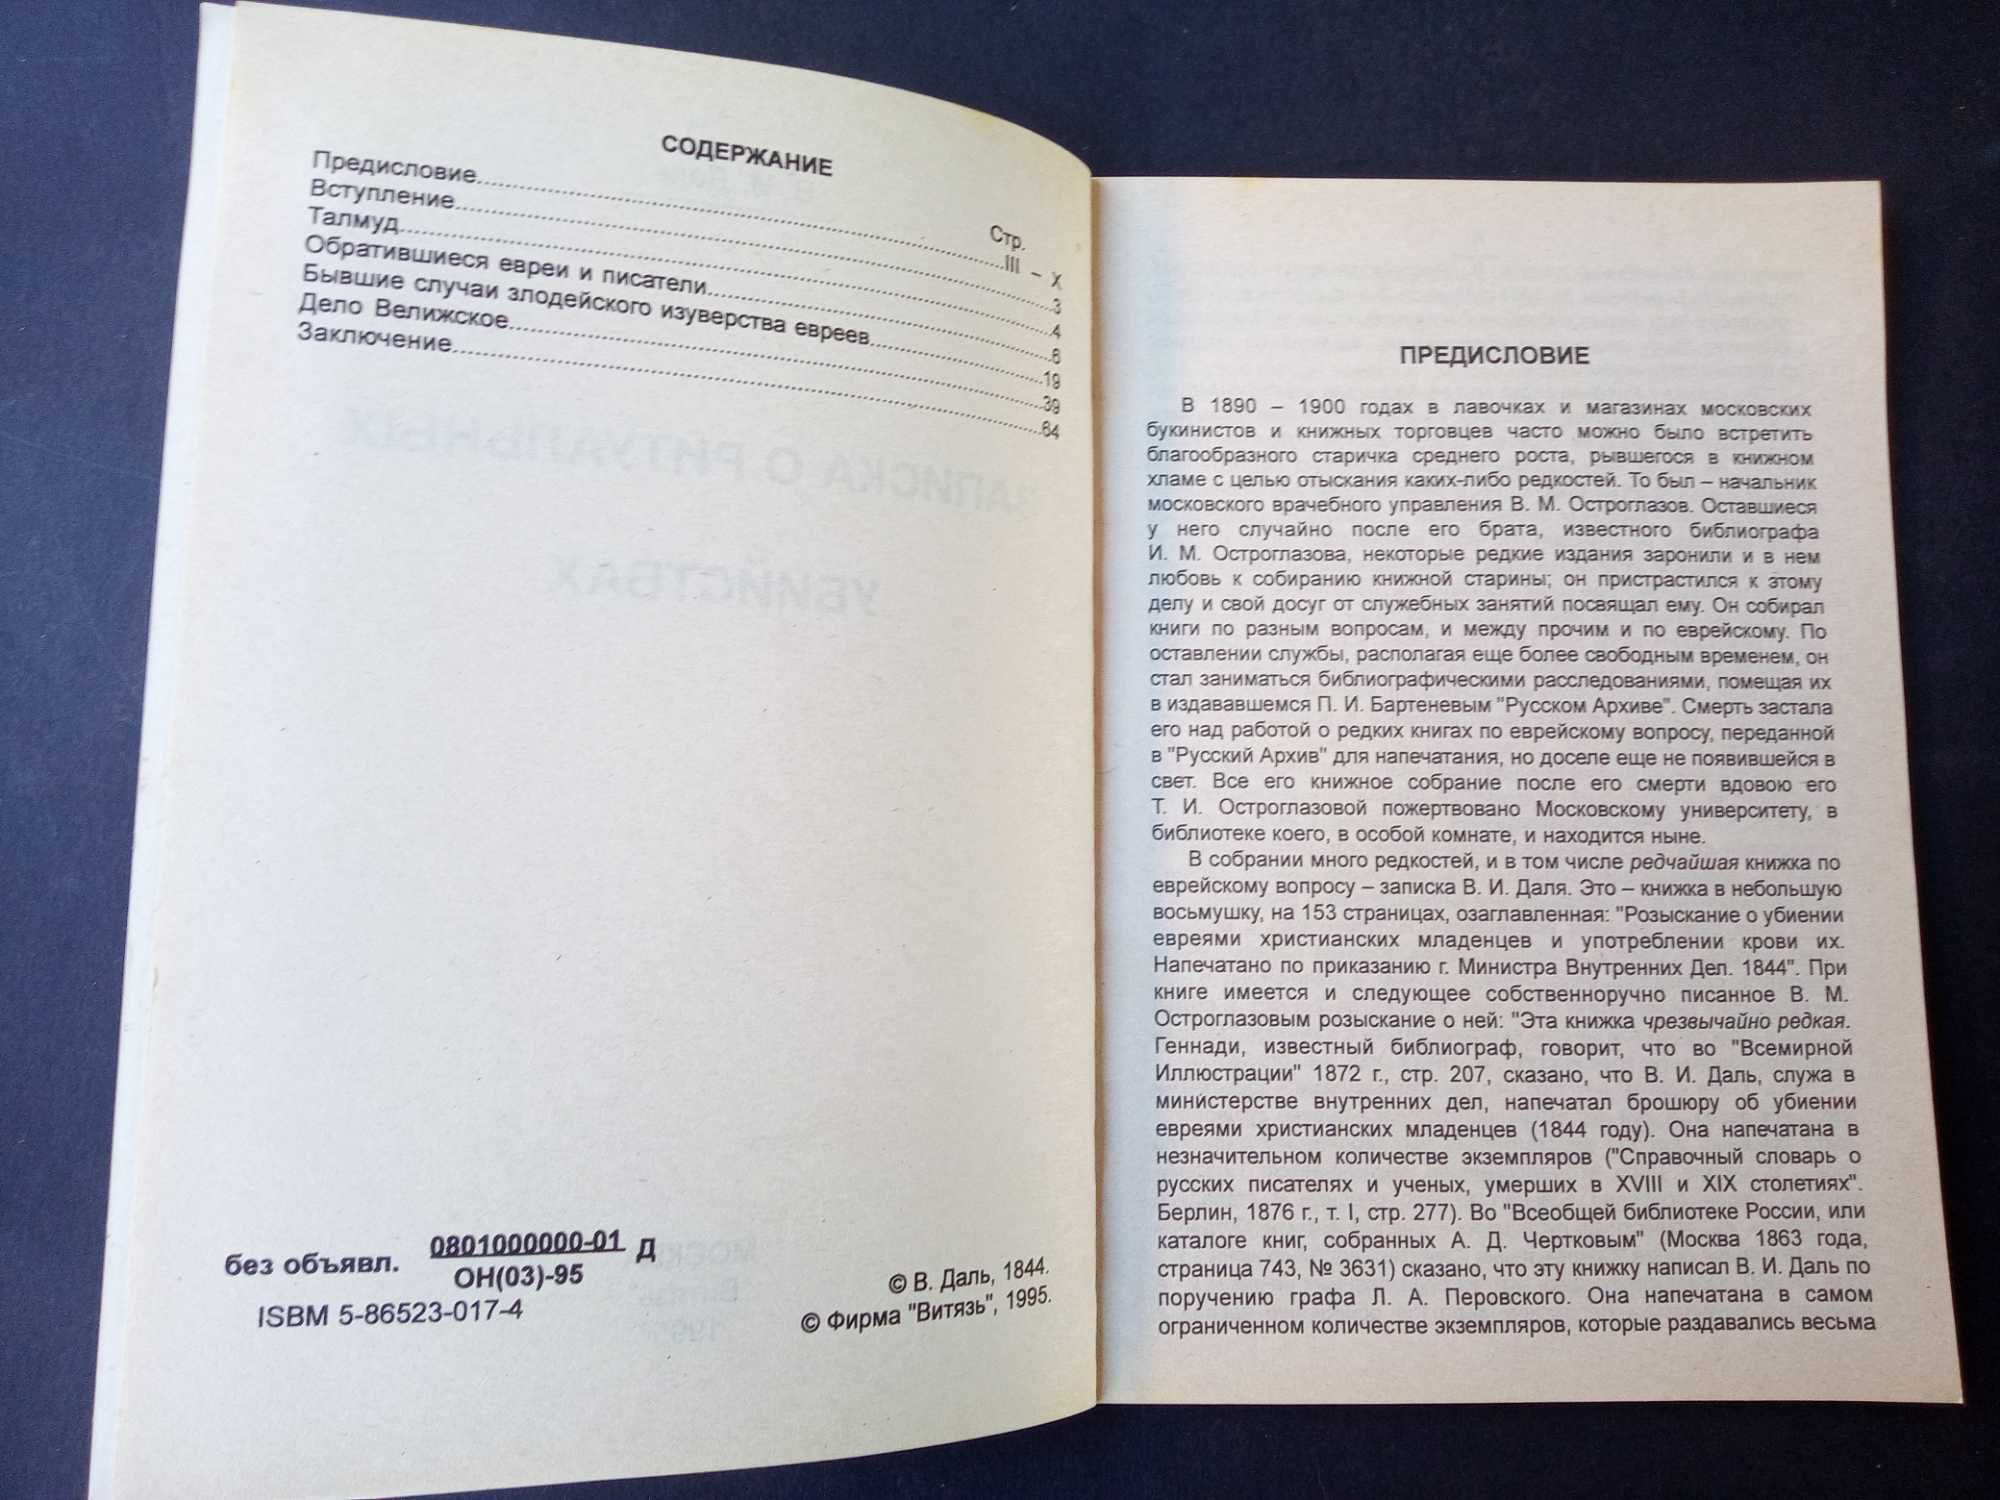 СОДЕРЖАНИЕ
Стр.
Предисловие...III – X
Вступление...3
Талмуд...4
Обратившиеся евреи и писатели...6
Бывшие случаи злодейского изуверства евреев...19
Дело Велижское...39
Заключение...64
без объявл. 0801000000-01 Д
ОН(03)-95
ISBM 5-86523-017-4
© В. Даль, 1844.
© Фирма "Витязь", 1995.
ПРЕДИСЛОВИЕ
В 1890 – 1900 годах в лавочках и магазинах московских
букинистов и книжных торговцев часто можно было встретить
благообразного старичка среднего роста, рывшегося в книжном
хламе с целью отыскания каких-либо редкостей. То был – начальник
московского врачебного управления В. М. Остроглазов. Оставшиеся
у него случайно после его брата, известного библиографа
И. М. Остроглазова, некоторые редкие издания заронили и в нем
любовь к собиранию книжной старины; он пристрастился к этому
делу и свой досуг от служебных занятий посвящал ему. Он собирал
книги по разным вопросам, и между прочим и по еврейскому. По
оставлении службы, располагая еще более свободным временем, он
стал заниматься библиографическими расследованиями, помещая их
в издававшемся П. И. Бартеневым "Русском Архиве". Смерть застала
его над работой о редких книгах по еврейскому вопросу, переданной
в "Русский Архив" для напечатания, но доселе еще не появившейся в
свет. Все его книжное собрание после его смерти вдовою его
Т. И. Остроглазовой пожертвовано Московскому университету, в
библиотеке коего, в особой комнате, и находится ныне.
В собрании много редкостей, и в том числе редчайшая книжка по
еврейскому вопросу – записка В. И. Даля. Это – книжка в небольшую
восьмушку, на 153 страницах, озаглавленная: "Розыскание о убиении
евреями христианских младенцев и употреблении крови их.
Напечатано по приказанию г. Министра Внутренних Дел. 1844". При
книге имеется и следующее собственноручно писанное В. М.
Остроглазовым розыскание о ней: "Эта книжка чрезвычайно редкая.
Геннади, известный библиограф, говорит, что во "Всемирной
Иллюстрации" 1872 г., стр. 207, сказано, что В. И. Даль, служа в
министерстве внутренних дел, напечатал брошюру об убиении
евреями христианских младенцев (1844 году). Она напечатана в
незначительном количестве экземпляров ("Справочный словарь о
русских писателях и ученых, умерших в XVIII и XIX столетиях".
Берлин, 1876 г., т. I, стр. 277). Во "Всеобщей библиотеке России, или
каталоге книг, собранных А. Д. Чертковым" (Москва 1863 года,
страница 743, № 3631) сказано, что эту книжку написал В. И. Даль по
поручению графа Л. А. Перовского. Она напечатана в самом
ограниченном количестве экземпляров, которые раздавались весьма